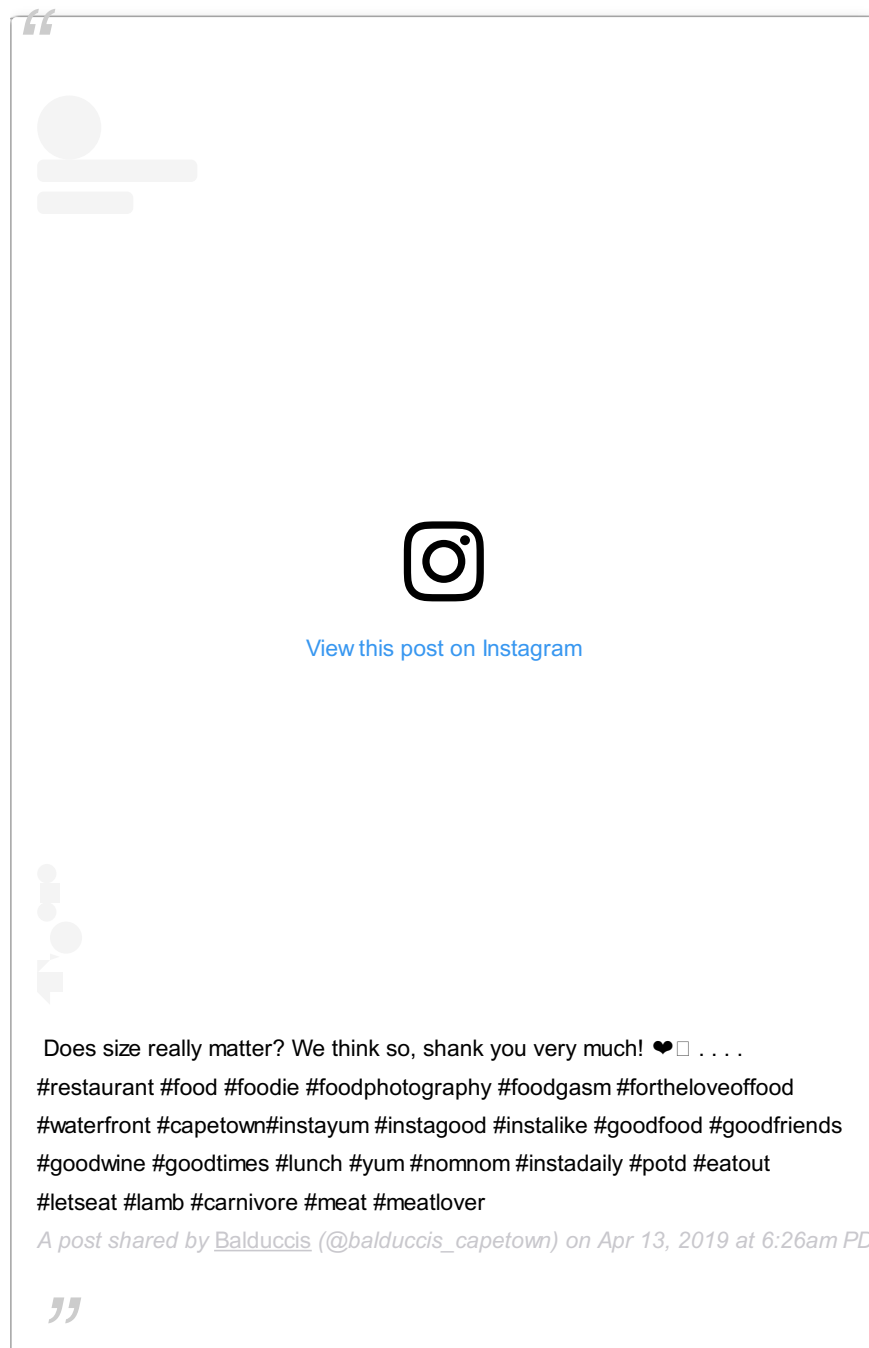 “
View this post on Instagram
Does size really matter? We think so, shank you very much! ❤□ . . . .
#restaurant #food #foodie #foodphotography #foodgasm #fortheloveoffood
#waterfront #capetown#instayum #instagood #instalike #goodfood #goodfriends
#goodwine #goodtimes #lunch #yum #nomnom #instadaily #potd #eatout
#letseat #lamb #carnivore #meat #meatlover
A post shared by Balduccis (@balduccis_capetown) on Apr 13, 2019 at 6:26am PD
”